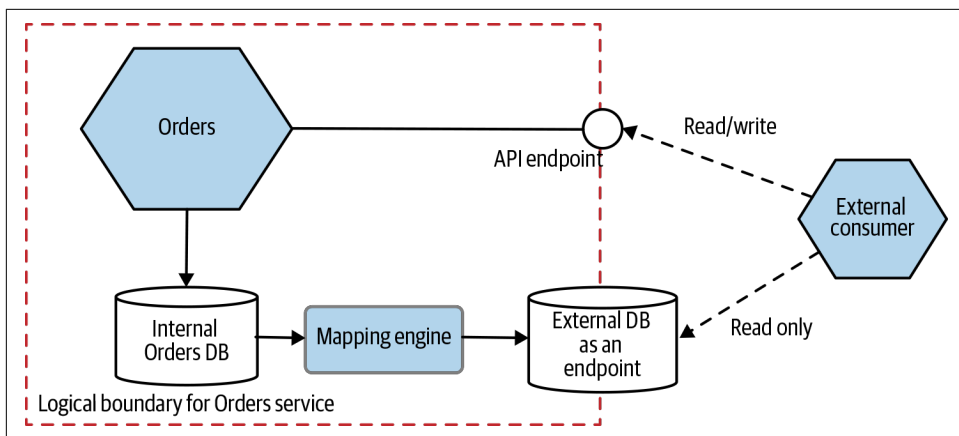 Orders
API endpoint
Read/write
External
consumer
Internal
Orders DB
Mapping engine
External DB
as an
endpoint
Read only
Logical boundary for Orders service